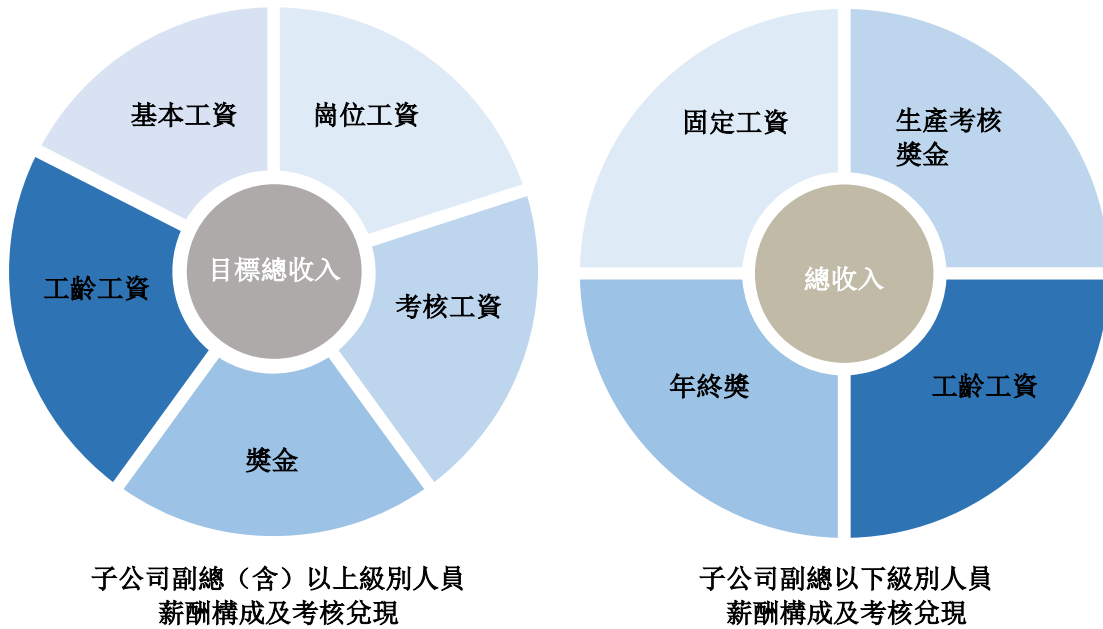 基本工資
崗位工資
工齡工資
目標總收入
考核工資
獎金
子公司副總（含）以上級別人員
薪酬構成及考核兌現
固定工資
生產考核
獎金
總收入
年終獎
工齡工資
子公司副總以下級別人員
薪酬構成及考核兌現